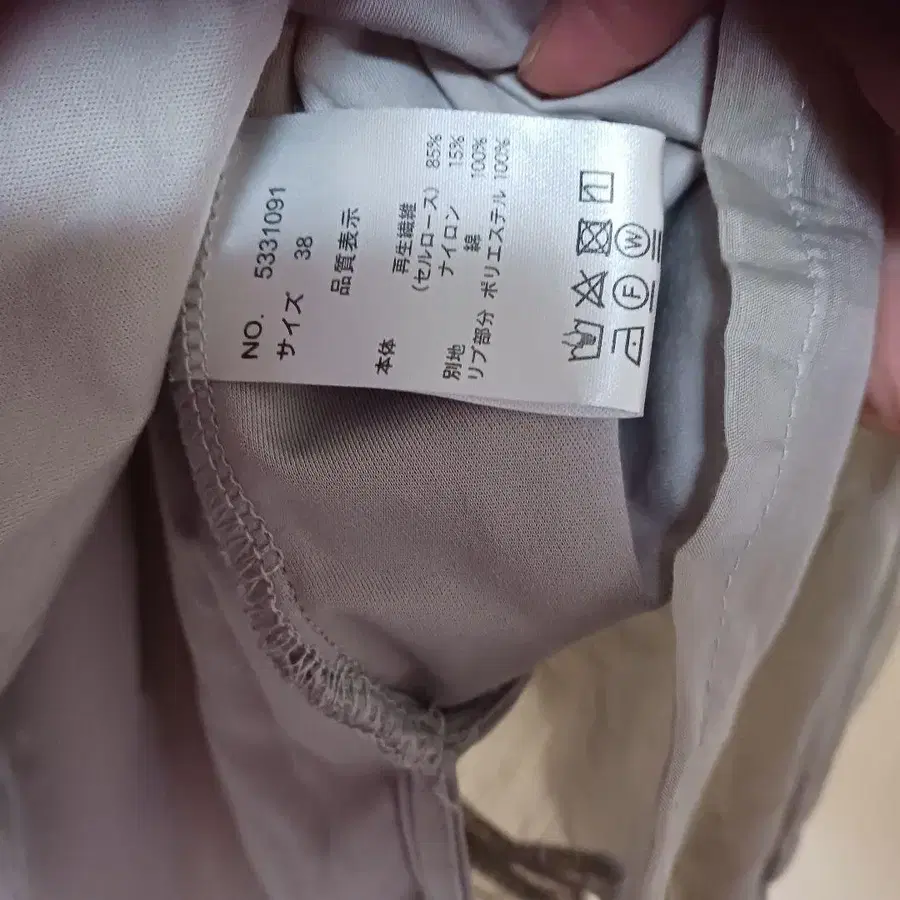 NO. 5331091
サイズ 38
品質表示
本体 再生繊維
(セルロース) 85%
ナイロン 15%
別地 綿 100%
リブ部分 ポリエステル 100%
W
F